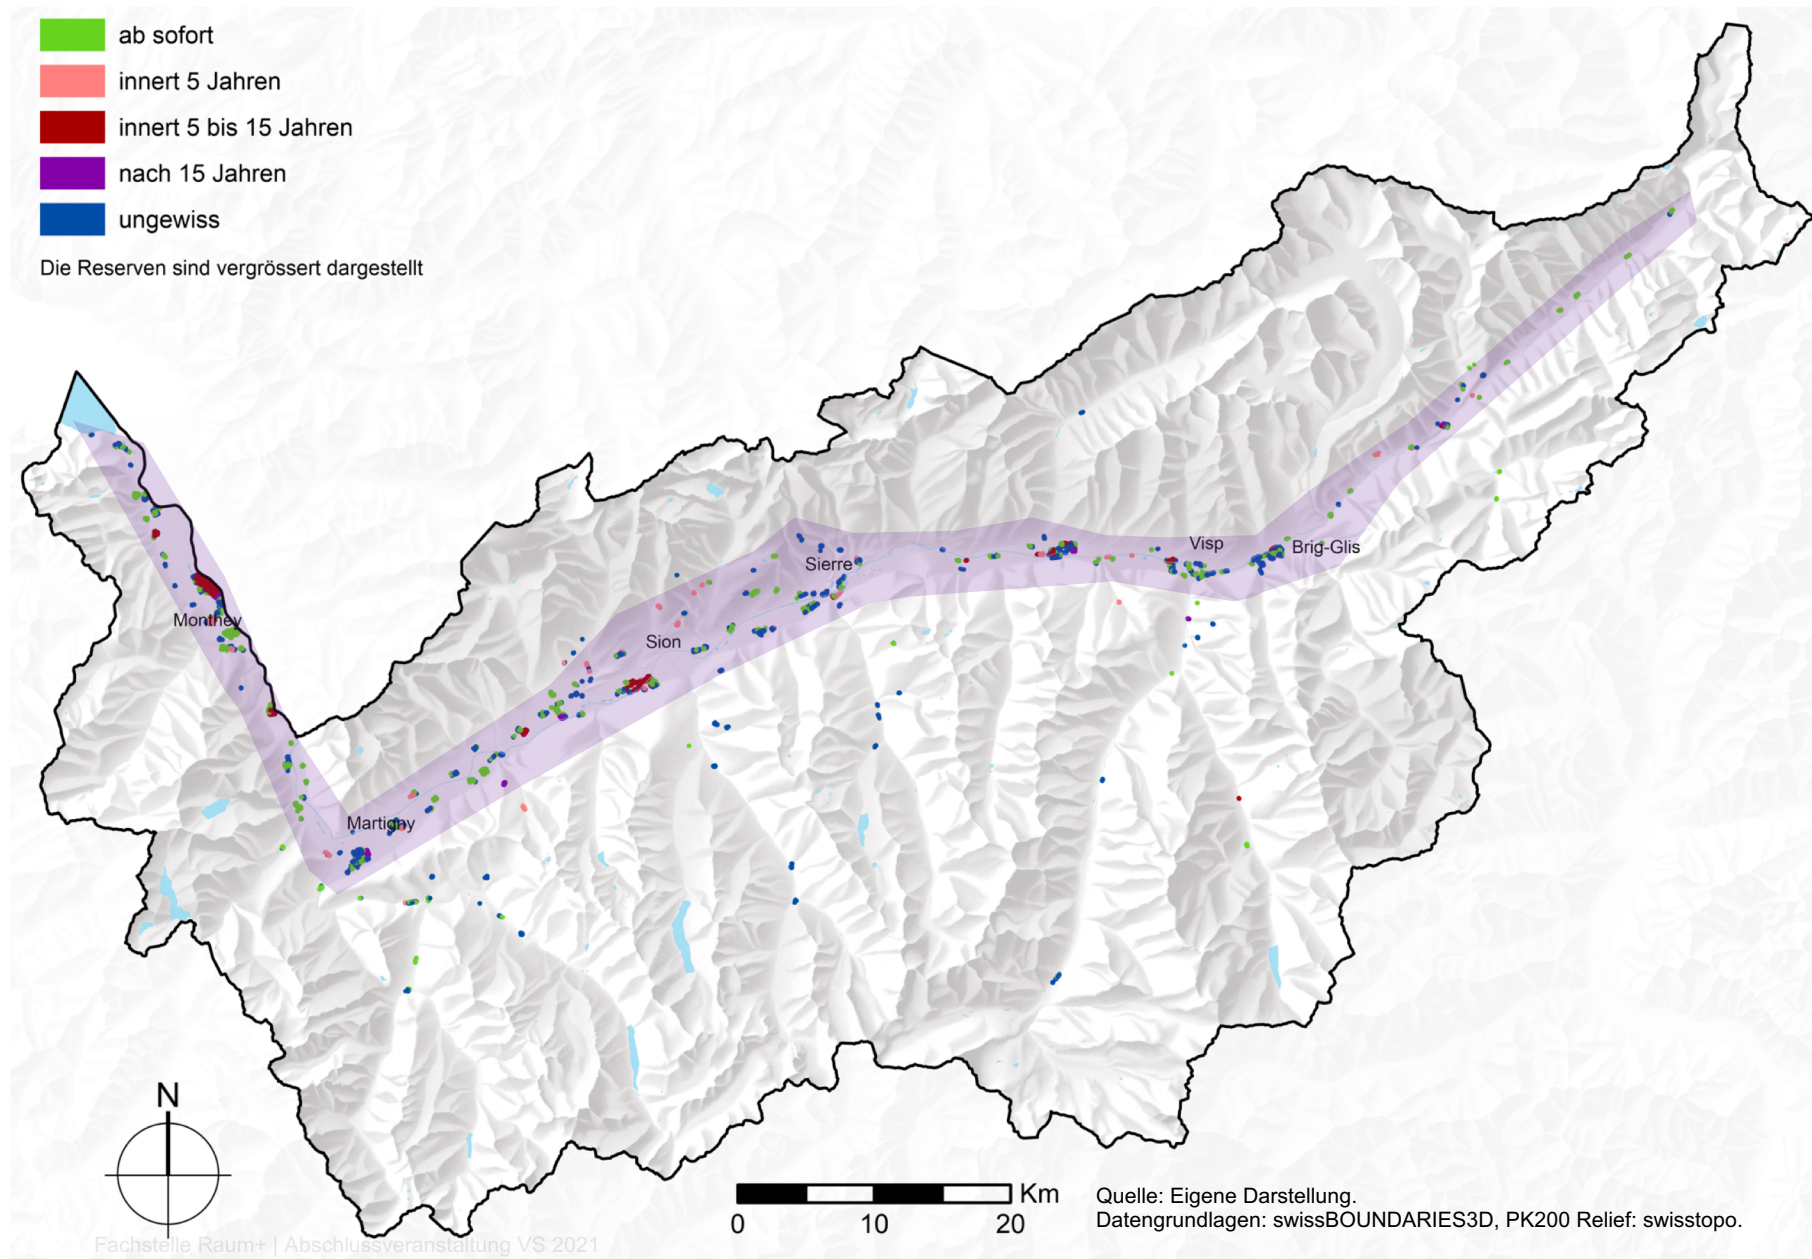 ab sofort
innert 5 Jahren
innert 5 bis 15 Jahren
nach 15 Jahren
ungewiss
Die Reserven sind vergrössert dargestellt
Visp
Brig-Glis
Sierre
Monthey
Sion
Martigny
N
Km
0 10 20
Quelle: Eigene Darstellung.
Datengrundlagen: swissBOUNDARIES3D, PK200 Relief: swisstopo.
Fachstelle Raum+ | Abschlussveranstaltung VS 2021